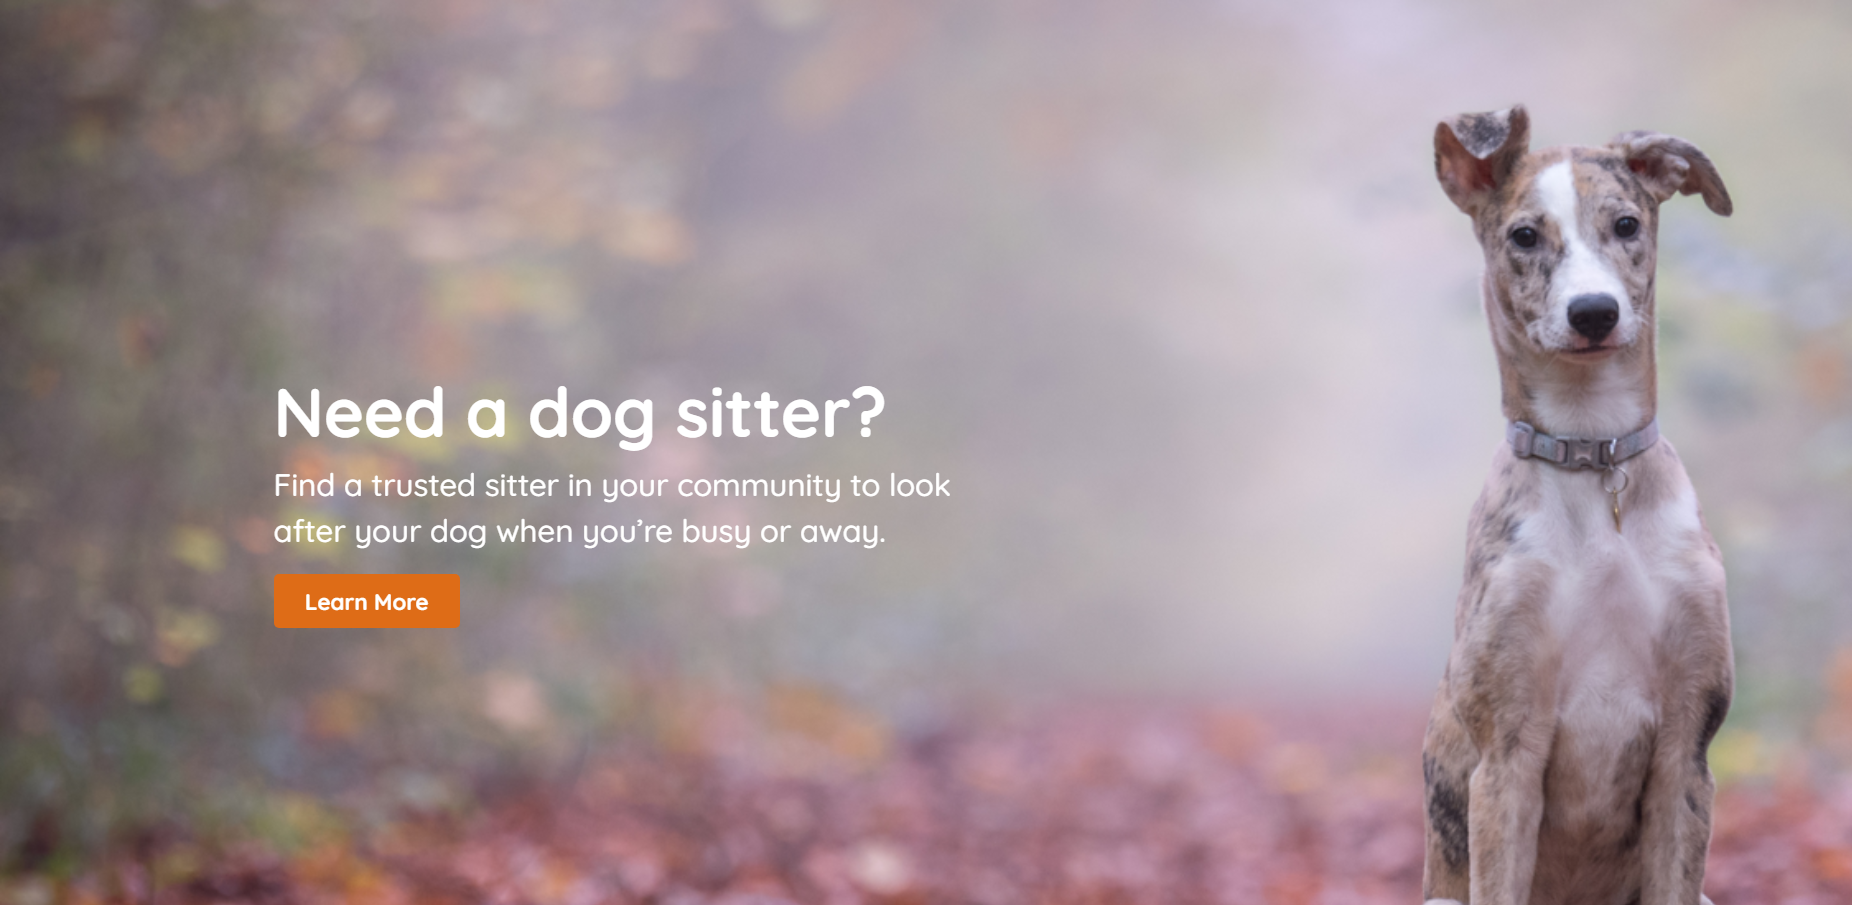 Need a dog sitter?
Find a trusted sitter in your community to look
after your dog when you’re busy or away.
Learn More